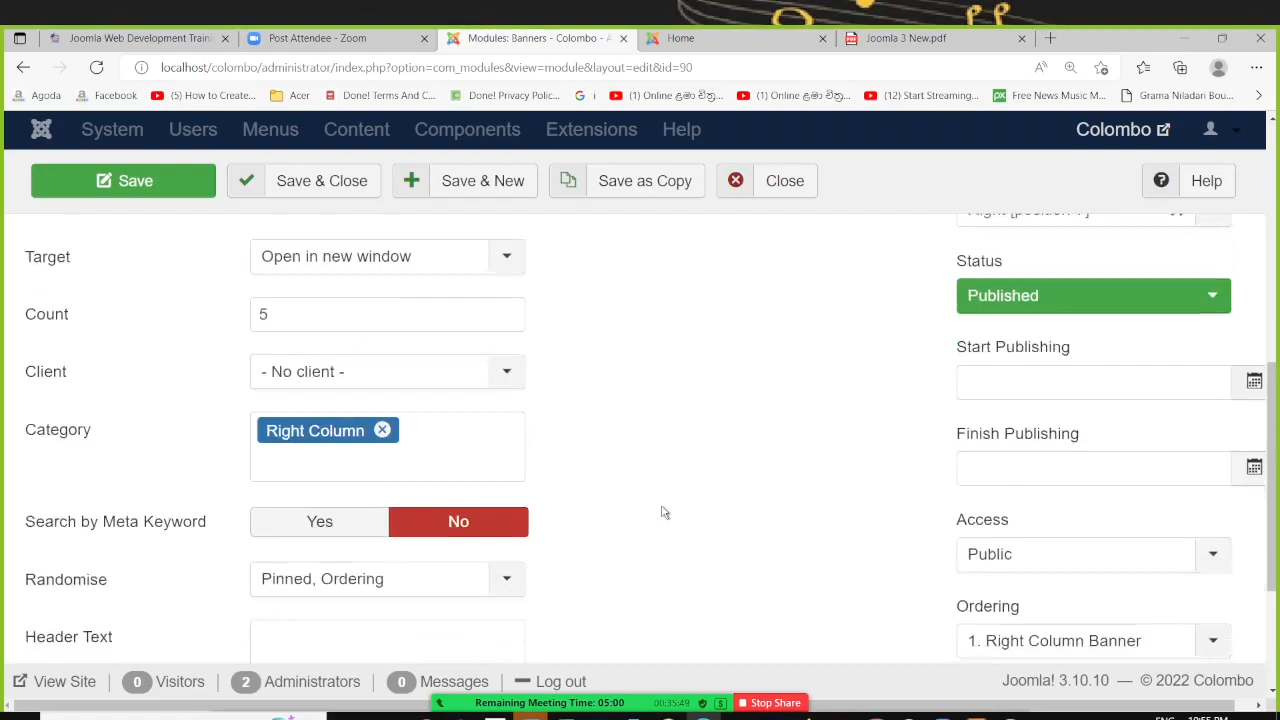 Joomla Web Development Traini
Post Attendee - Zoom
Modules: Banners - Colombo - A
Home
Joomla 3 New.pdf
localhost/colombo/administrator/index.php?option=com_modules&view=module&layout=edit&id=90
Agoda
Facebook
(5) How to Create...
Acer
Done! Terms And C...
Done! Privacy Polic...
G i
(1) Online ළමා චිත්‍ර...
(1) Online ළමා චිත්‍ර...
(12) Start Streaming...
Free News Music M...
Grama Niladari Bou...
System
Users
Menus
Content
Components
Extensions
Help
Colombo
Save
Save & Close
Save & New
Save as Copy
Close
Help
Target
Open in new window
Count
5
Client
- No client -
Category
Right Column
Search by Meta Keyword
Yes
No
Randomise
Pinned, Ordering
Header Text
Status
Published
Start Publishing
Finish Publishing
Access
Public
Ordering
1. Right Column Banner
View Site
0 Visitors
2 Administrators
0 Messages
Log out
Joomla! 3.10.10 — © 2022 Colombo
Remaining Meeting Time: 05:00
00:35:49
Stop Share